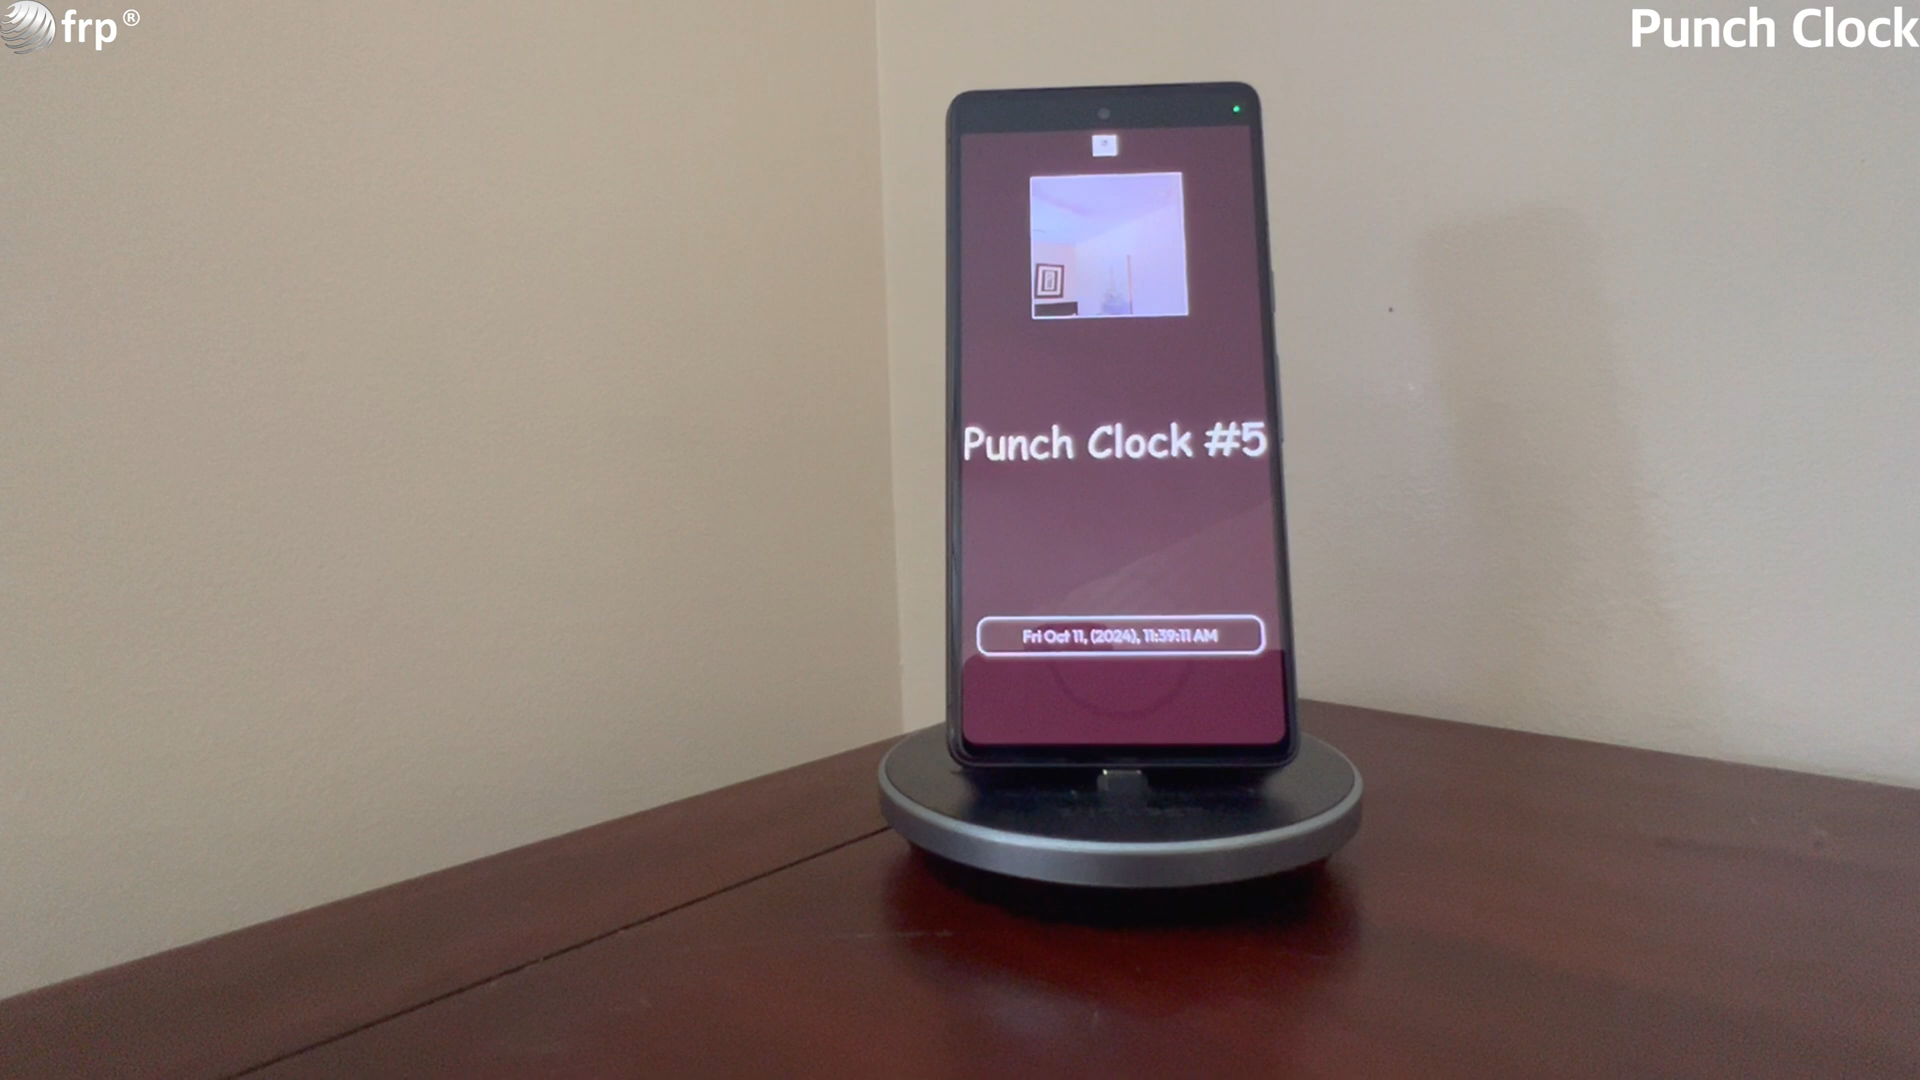 frp®
Punch Clock
Punch Clock #5
Fri Oct 11, (2024), 11:39:11 AM